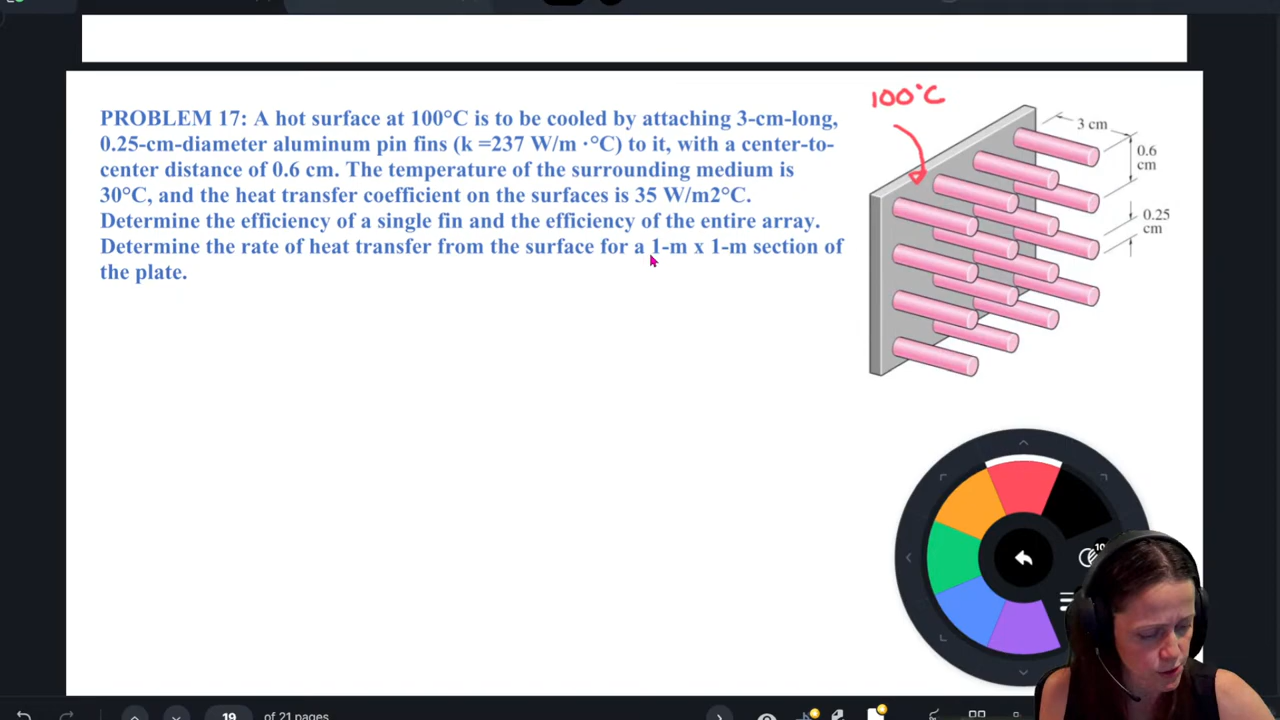 PROBLEM 17: A hot surface at 100°C is to be cooled by attaching 3-cm-long,
0.25-cm-diameter aluminum pin fins (k =237 W/m ·°C) to it, with a center-to-
center distance of 0.6 cm. The temperature of the surrounding medium is
30°C, and the heat transfer coefficient on the surfaces is 35 W/m2°C.
Determine the efficiency of a single fin and the efficiency of the entire array.
Determine the rate of heat transfer from the surface for a 1-m x 1-m section of
the plate.
100°C
3 cm
0.6
cm
0.25
cm
10
19
of 21 pages